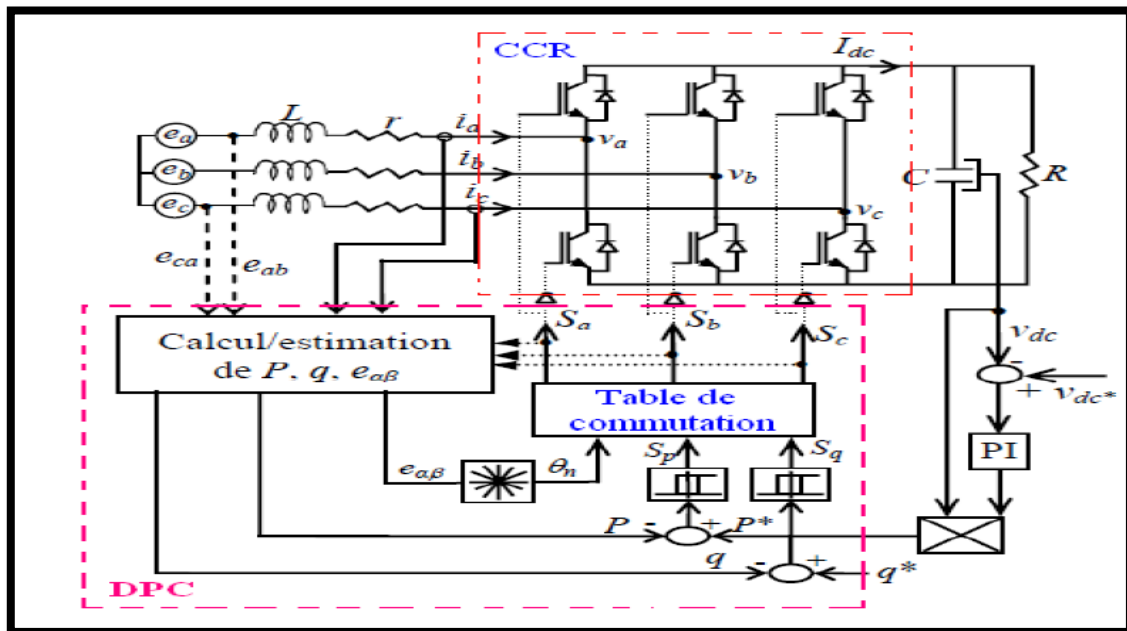 CCR
I_dc
L
r
i_a
e_a
v_a
i_b
e_b
v_b
C
R
i_c
e_c
v_c
e_ca
e_ab
S_a
S_b
S_c
v_dc
Calcul/estimation
de P, q, e_αβ
-
+
v_dc*
Table de
commutation
PI
S_p
S_q
e_αβ
θ_n
P
-
+
P*
q
-
+
q*
DPC